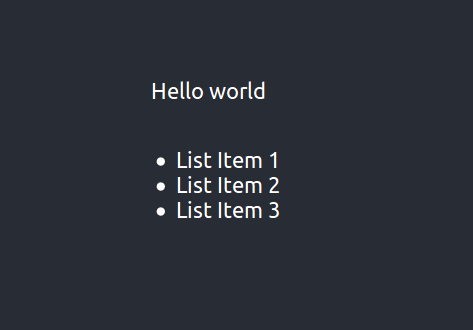 Hello world
• List Item 1
• List Item 2
• List Item 3